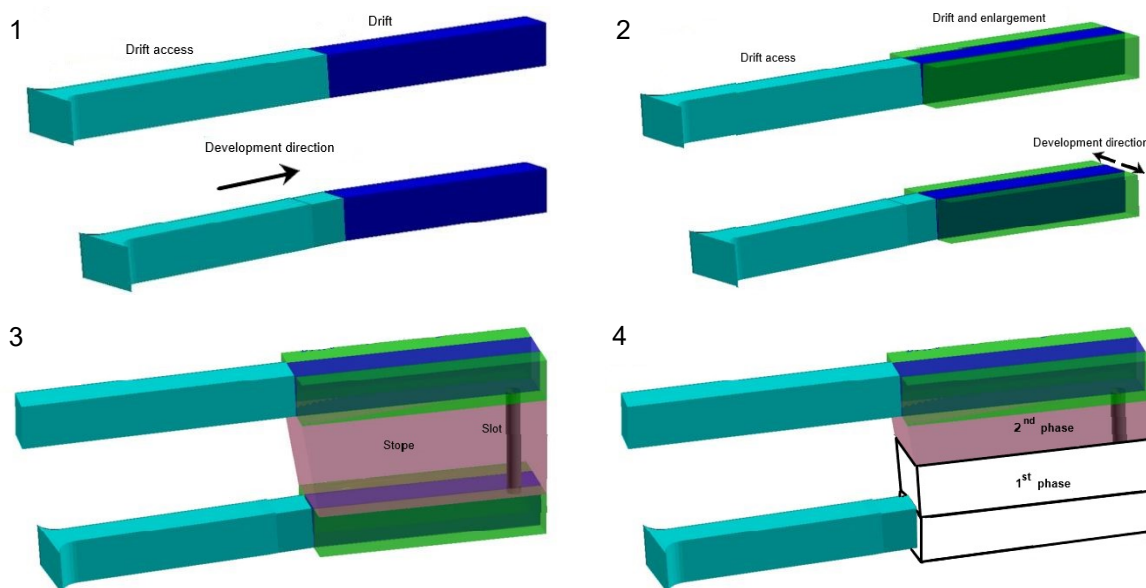 1
Drift access
Drift
Development direction
2
Drift and enlargement
Drift acess
Development direction
3
Stope
Slot
4
2nd phase
1st phase